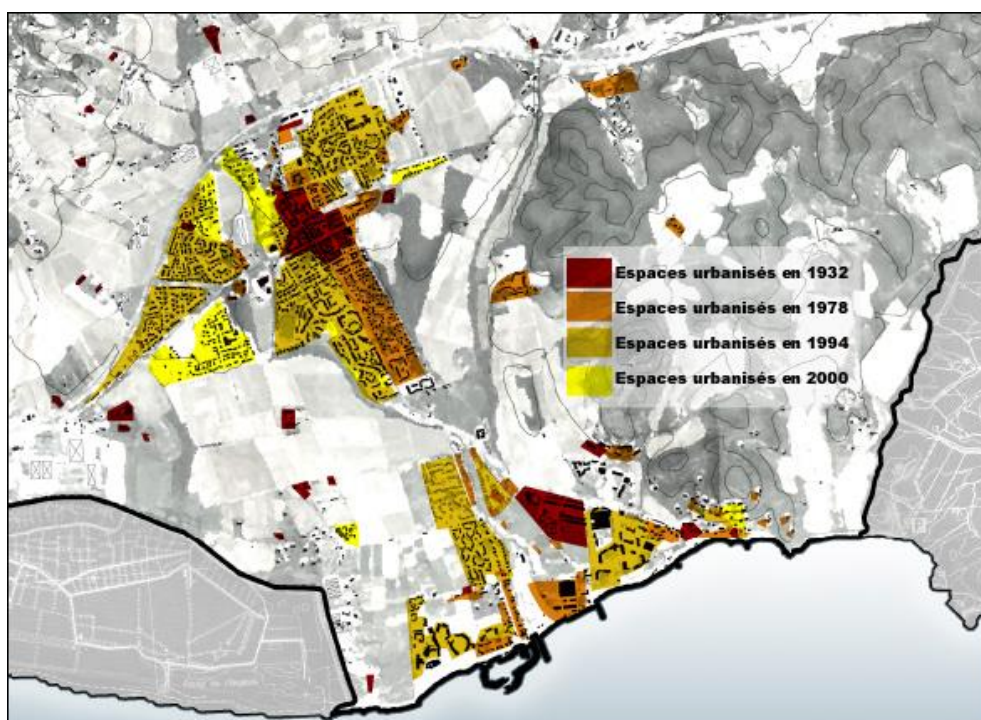 Espaces urbanisés en 1932
Espaces urbanisés en 1978
Espaces urbanisés en 1994
Espaces urbanisés en 2000